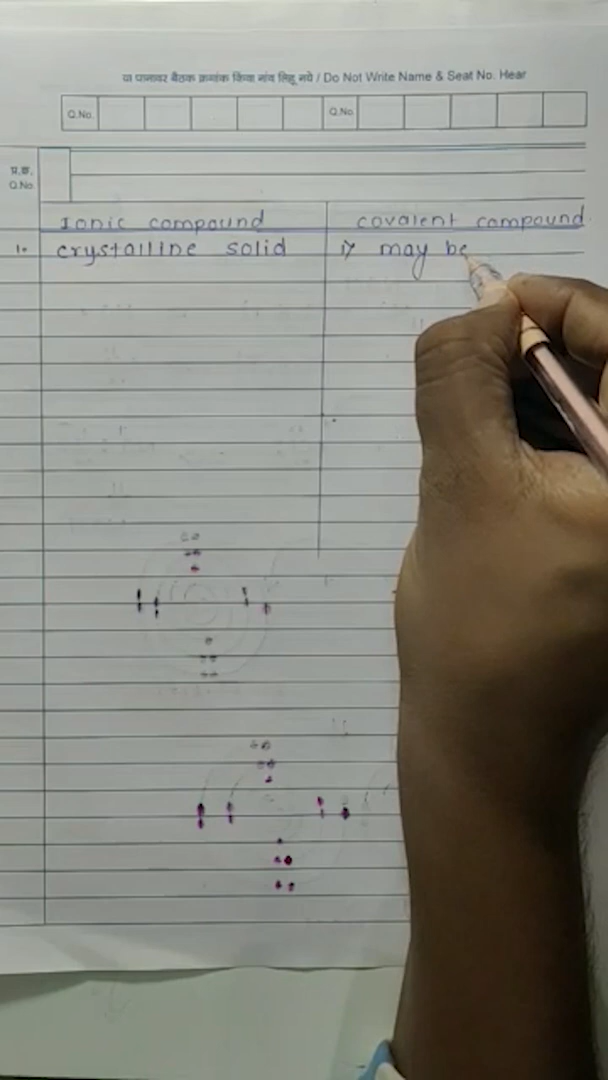 या पानावर बैठक क्रमांक किंवा नांव लिहू नये / Do Not Write Name & Seat No. Hear
Q.No. Q.No.
प्र.क्र.
Q.No.
Ionic compound covalent compound
1. crystalline solid 1) may be